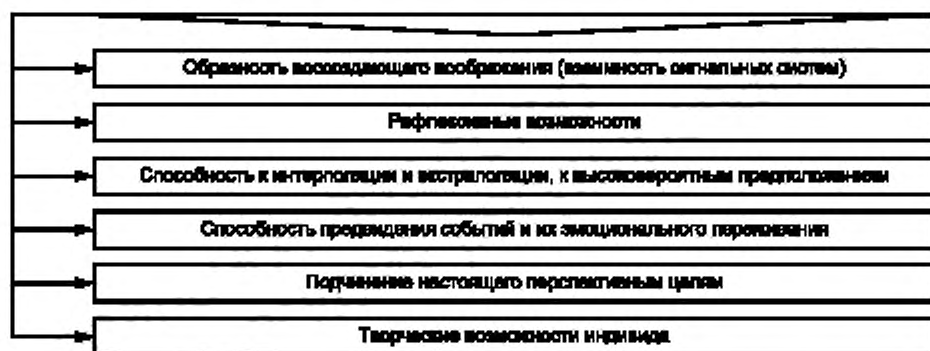 Образность воссоздающего воображения (взаимность сигнальных систем)
Рефлексивные возможности
Способность к интерполяции и экстраполяции, к высоковероятным предположениям
Способность предвидения событий и их эмоционального переживания
Подчинение настоящего перспективным целям
Творческие возможности индивида